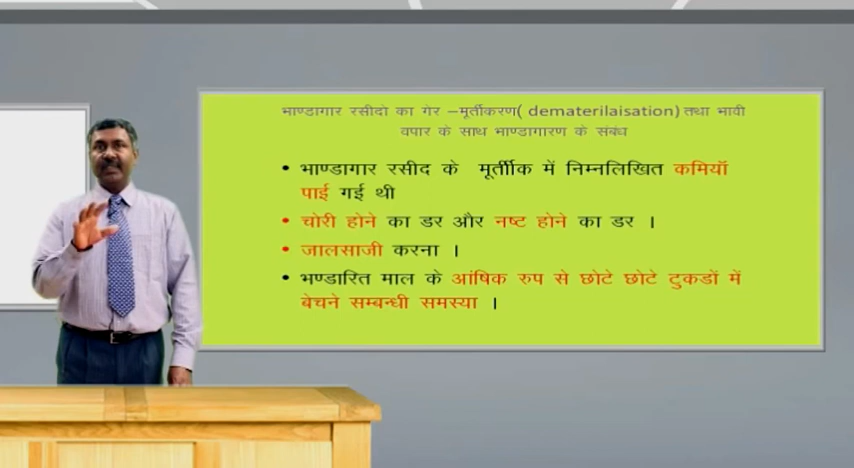 भाण्डागार रसीदो का गेर –मूर्तीकरण( dematerilaisation) तथा भावी
वपार के साथ भाण्डागारण के संबंध
• भाण्डागार रसीद के मूर्तीीक में निम्नलिखित कमियॉ
पाई गई थी
• चोरी होने का डर और नष्ट होने का डर ।
• जालसाजी करना ।
• भण्डारित माल के आंषिक रुप से छोटे छोटे टुकडों में
बेचने सम्बन्धी समस्या ।